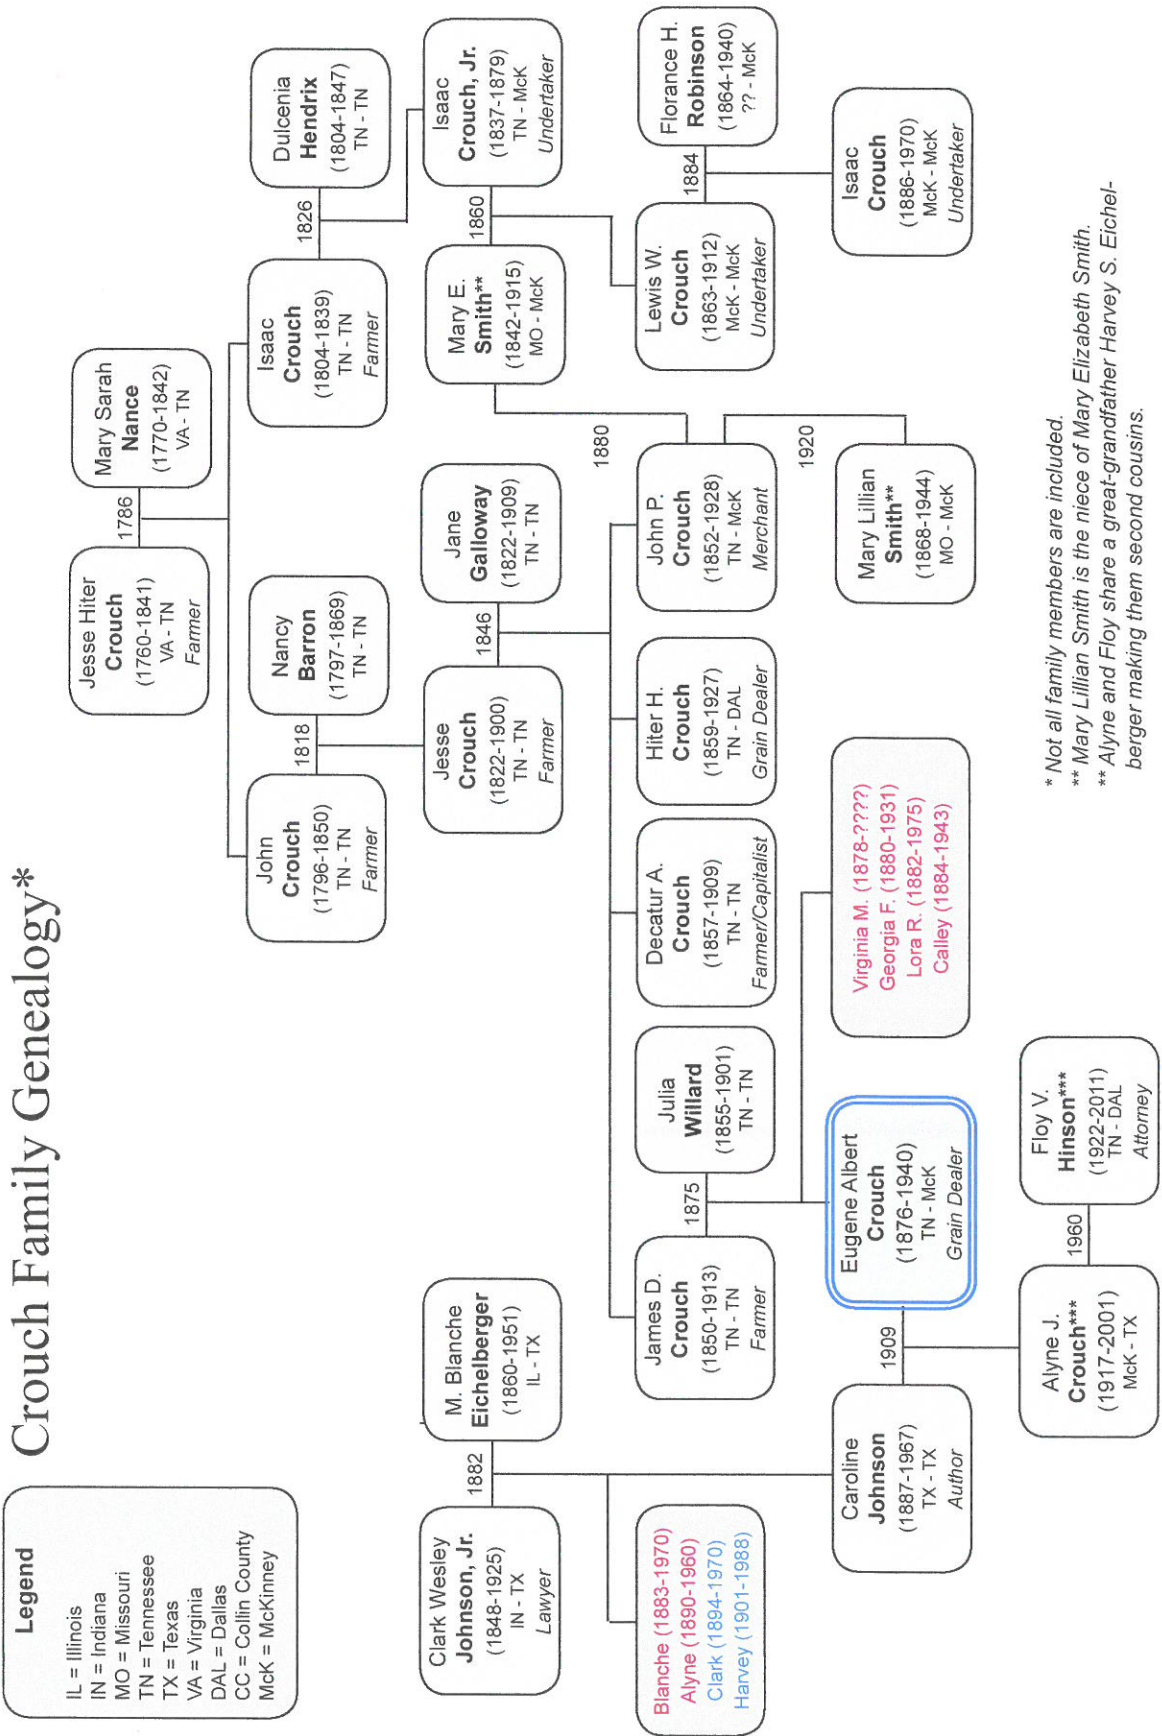 Crouch Family Genealogy*
Legend
IL = Illinois
IN = Indiana
MO = Missouri
TN = Tennessee
TX = Texas
VA = Virginia
DAL = Dallas
CC = Collin County
McK = McKinney
Jesse Hiter
Crouch
(1760-1841)
VA - TN
Farmer
1786
Mary Sarah
Nance
(1770-1842)
VA - TN
John
Crouch
(1796-1850)
TN - TN
Farmer
1818
Nancy
Barron
(1797-1869)
TN - TN
Isaac
Crouch
(1804-1839)
TN - TN
Farmer
1826
Dulcenia
Hendrix
(1804-1847)
TN - TN
Clark Wesley
Johnson, Jr.
(1848-1925)
IN - TX
Lawyer
1882
M. Blanche
Eichelberger
(1860-1951)
IL - TX
Jesse
Crouch
(1822-1900)
TN - TN
Farmer
1846
Jane
Galloway
(1822-1909)
TN - TN
Mary E.
Smith**
(1842-1915)
MO - McK
1860
Isaac
Crouch, Jr.
(1837-1879)
TN - McK
Undertaker
1880
Blanche (1883-1970)
Alyne (1890-1960)
Clark (1894-1970)
Harvey (1901-1988)
James D.
Crouch
(1850-1913)
TN - TN
Farmer
1875
Julia
Willard
(1855-1901)
TN - TN
Decatur A.
Crouch
(1857-1909)
TN - TN
Farmer/Capitalist
Hiter H.
Crouch
(1859-1927)
TN - DAL
Grain Dealer
John P.
Crouch
(1852-1928)
TN - McK
Merchant
Lewis W.
Crouch
(1863-1912)
McK - McK
Undertaker
1884
Florance H.
Robinson
(1864-1940)
?? - McK
1920
Caroline
Johnson
(1887-1967)
TX - TX
Author
1909
Eugene Albert
Crouch
(1876-1940)
TN - McK
Grain Dealer
Virginia M. (1878-????)
Georgia F. (1880-1931)
Lora R. (1882-1975)
Calley (1884-1943)
Mary Lillian
Smith**
(1868-1944)
MO - McK
Isaac
Crouch
(1886-1970)
McK - McK
Undertaker
Alyne J.
Crouch***
(1917-2001)
McK - TX
1960
Floy V.
Hinson***
(1922-2011)
TN - DAL
Attorney
* Not all family members are included.
** Mary Lillian Smith is the niece of Mary Elizabeth Smith.
** Alyne and Floy share a great-grandfather Harvey S. Eichel-
berger making them second cousins.